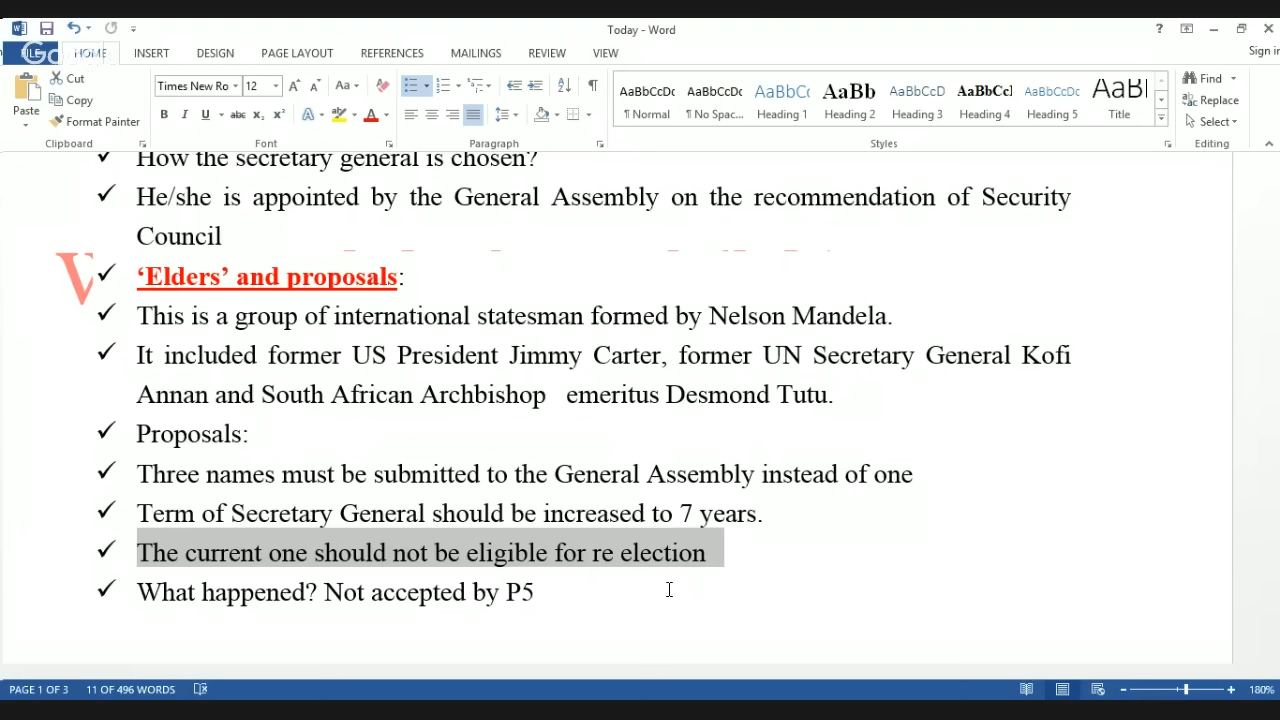 Today - Word
Sign in
FILE HOME INSERT DESIGN PAGE LAYOUT REFERENCES MAILINGS REVIEW VIEW
Paste
Cut
Copy
Format Painter
Times New Ro 12
AaBbCcDc AaBbCcDc AaBbCc AaBb AaBbCcD AaBbCcI AaBbCcDc
¶ Normal ¶ No Spac... Heading 1 Heading 2 Heading 3 Heading 4 Heading 5 Title
Find
Replace
Select
Clipboard Font Paragraph Styles Editing
How the secretary general is chosen?
He/she is appointed by the General Assembly on the recommendation of Security
Council
‘Elders’ and proposals:
This is a group of international statesman formed by Nelson Mandela.
It included former US President Jimmy Carter, former UN Secretary General Kofi
Annan and South African Archbishop emeritus Desmond Tutu.
Proposals:
Three names must be submitted to the General Assembly instead of one
Term of Secretary General should be increased to 7 years.
The current one should not be eligible for re election
What happened? Not accepted by P5
PAGE 1 OF 3 11 OF 496 WORDS 180%